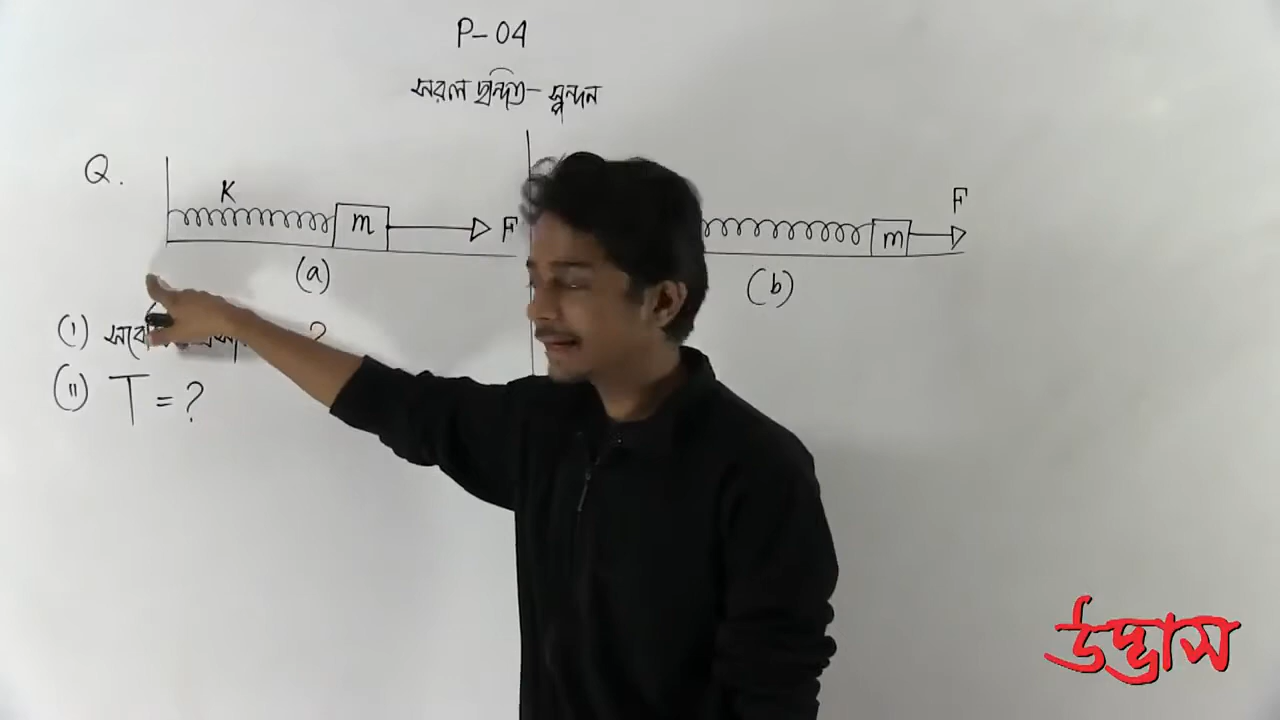 P-04
সরল ছন্দিত-স্পন্দন
Q.
K
m
F
(a)
m
F
(b)
(i)
?
(ii) T = ?
উদ্ভাস